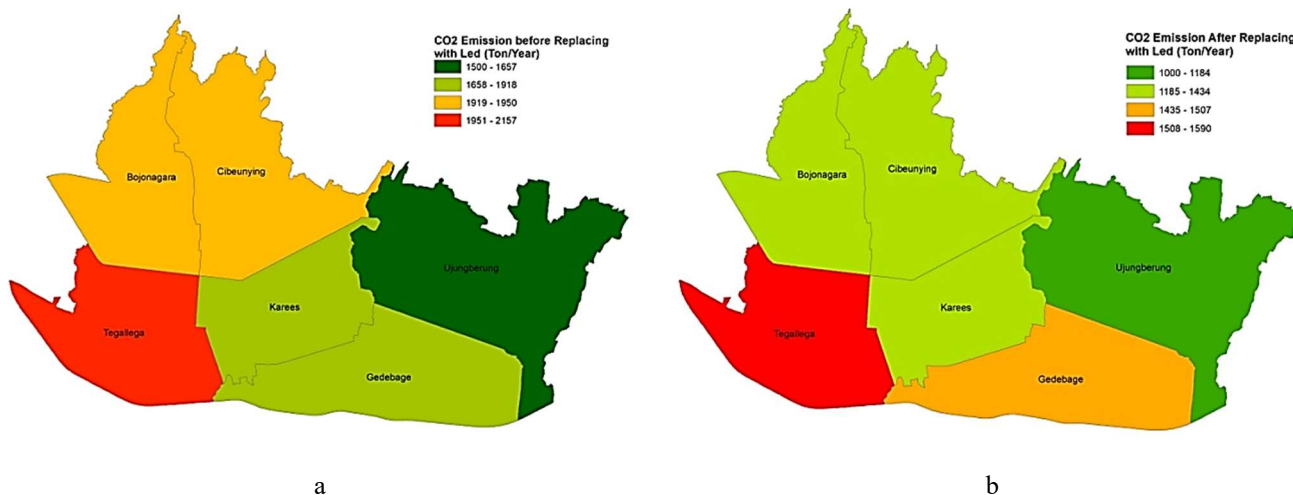 CO2 Emission before Replacing
with Led (Ton/Year)
1500 - 1657
1658 - 1918
1919 - 1950
1951 - 2157
Bojonagara
Cibeunying
Ujungberung
Karees
Tegallega
Gedebage
a
CO2 Emission After Replacing
with Led (Ton/Year)
1000 - 1184
1185 - 1434
1435 - 1507
1508 - 1590
Bojonagara
Cibeunying
Ujungberung
Karees
Tegallega
Gedebage
b